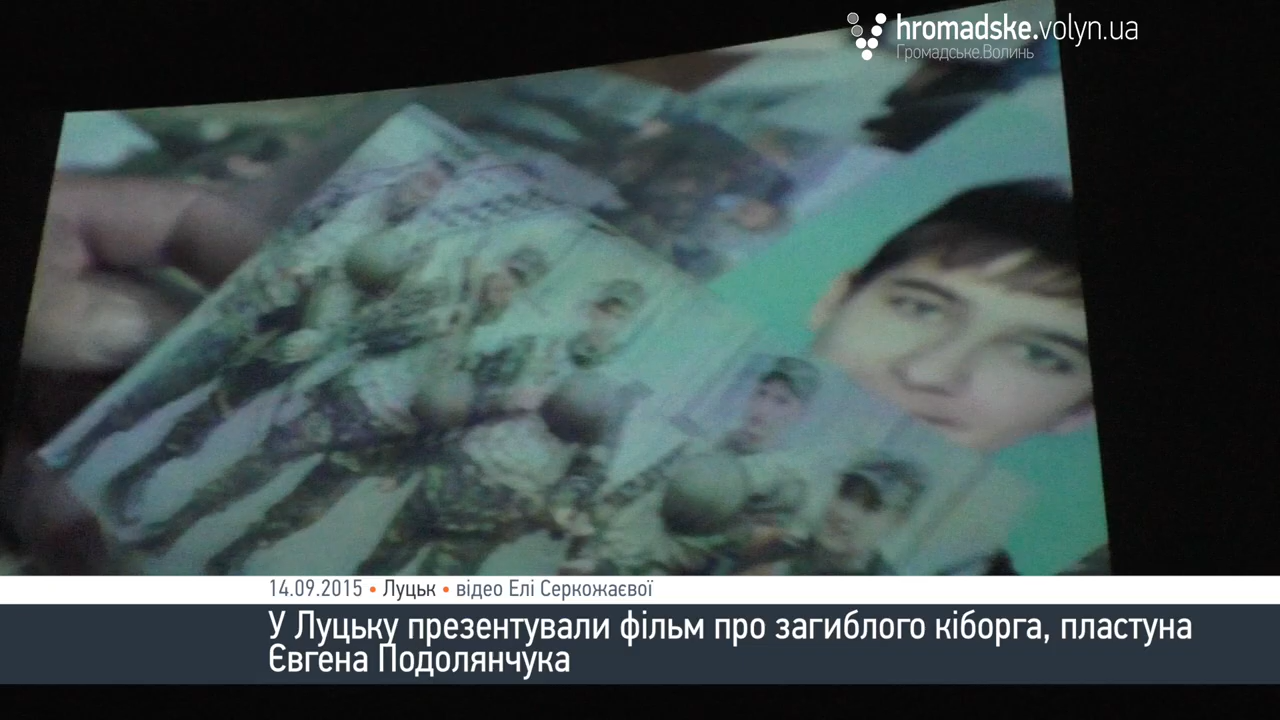 hromadske.volyn.ua
Громадське.Волинь
14.09.2015 • Луцьк • відео Елі Серкожаєвої
У Луцьку презентували фільм про загиблого кіборга, пластуна
Євгена Подолянчука